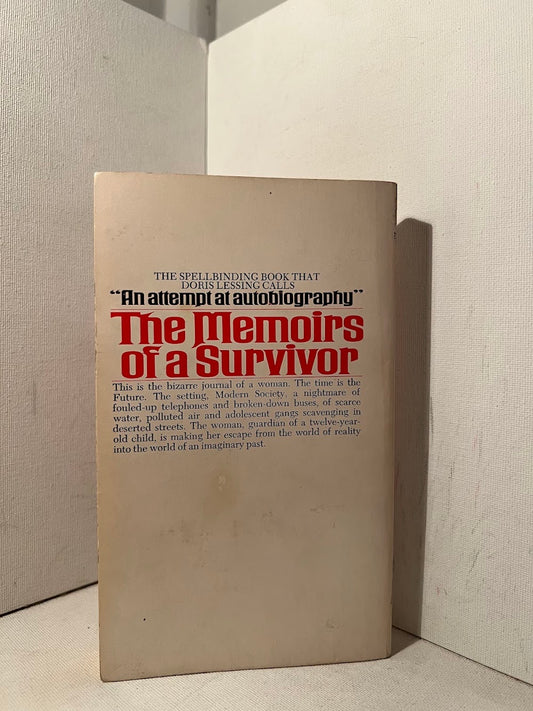 THE SPELLBINDING BOOK THAT
DORIS LESSING CALLS
“An attempt at autobiography”
The Memoirs
of a Survivor
This is the bizarre journal of a woman. The time is the
Future. The setting, Modern Society, a nightmare of
fouled-up telephones and broken-down buses, of scarce
water, polluted air and adolescent gangs scavenging in
deserted streets. The woman, guardian of a twelve-year-
old child, is making her escape from the world of reality
into the world of an imaginary past.